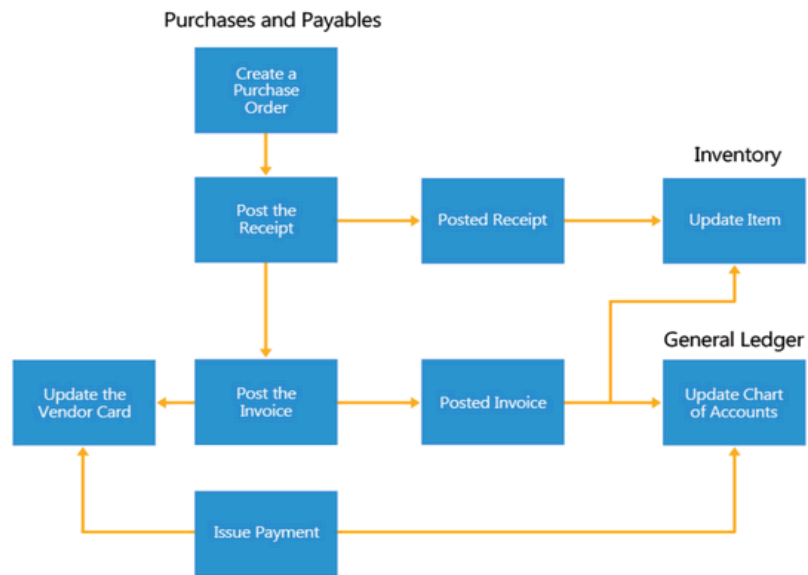 Purchases and Payables
Create a
Purchase
Order
Inventory
Post the
Receipt
Posted Receipt
Update Item
General Ledger
Update the
Vendor Card
Post the
Invoice
Posted Invoice
Update Chart
of Accounts
Issue Payment